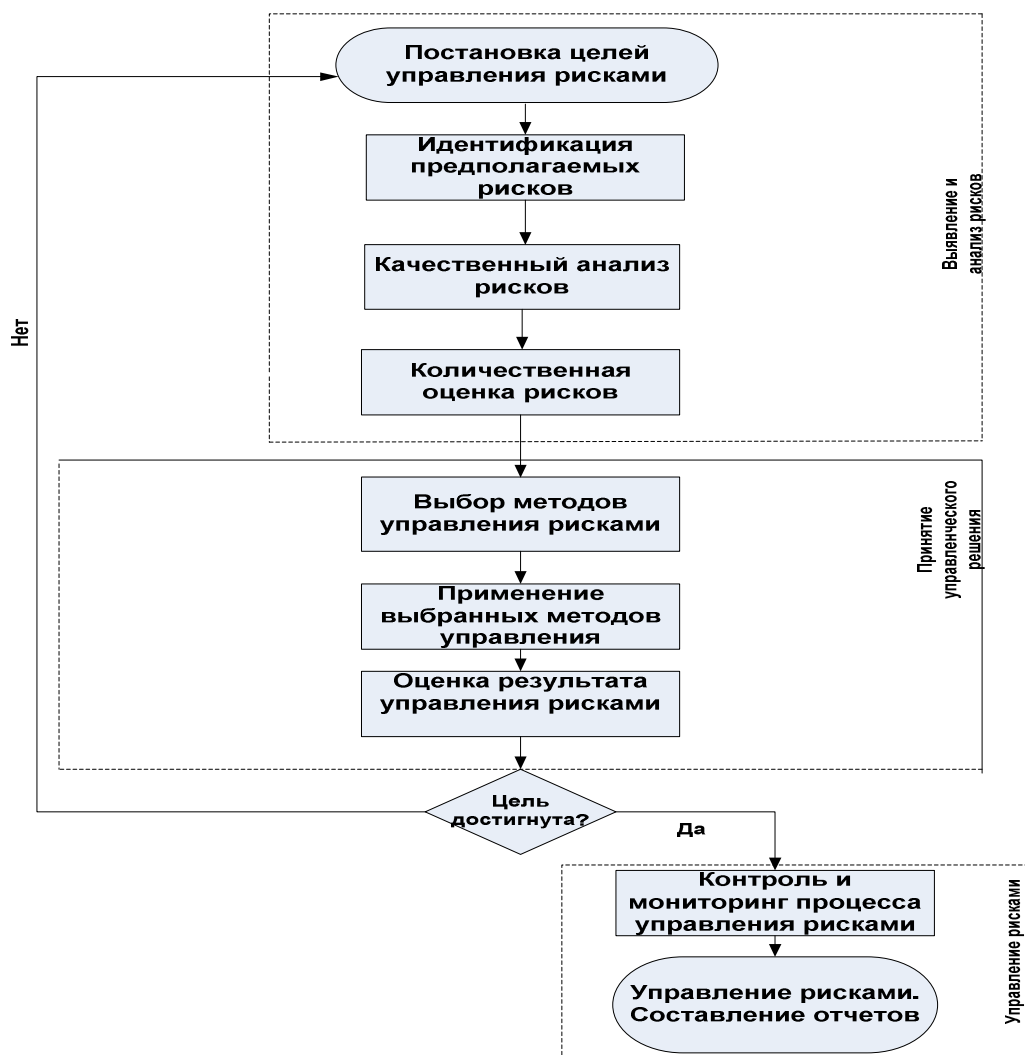 Постановка целей
управления рисками
Идентификация
предполагаемых
рисков
Выявление и
анализ рисков
Качественный анализ
рисков
Нет
Количественная
оценка рисков
Выбор методов
управления рисками
Принятие
управленческого
решения
Применение
выбранных методов
управления
Оценка результата
управления рисками
Цель
достигнута?
Да
Контроль и
мониторинг процесса
управления рисками
Управление рисками
Управление рисками.
Составление отчетов